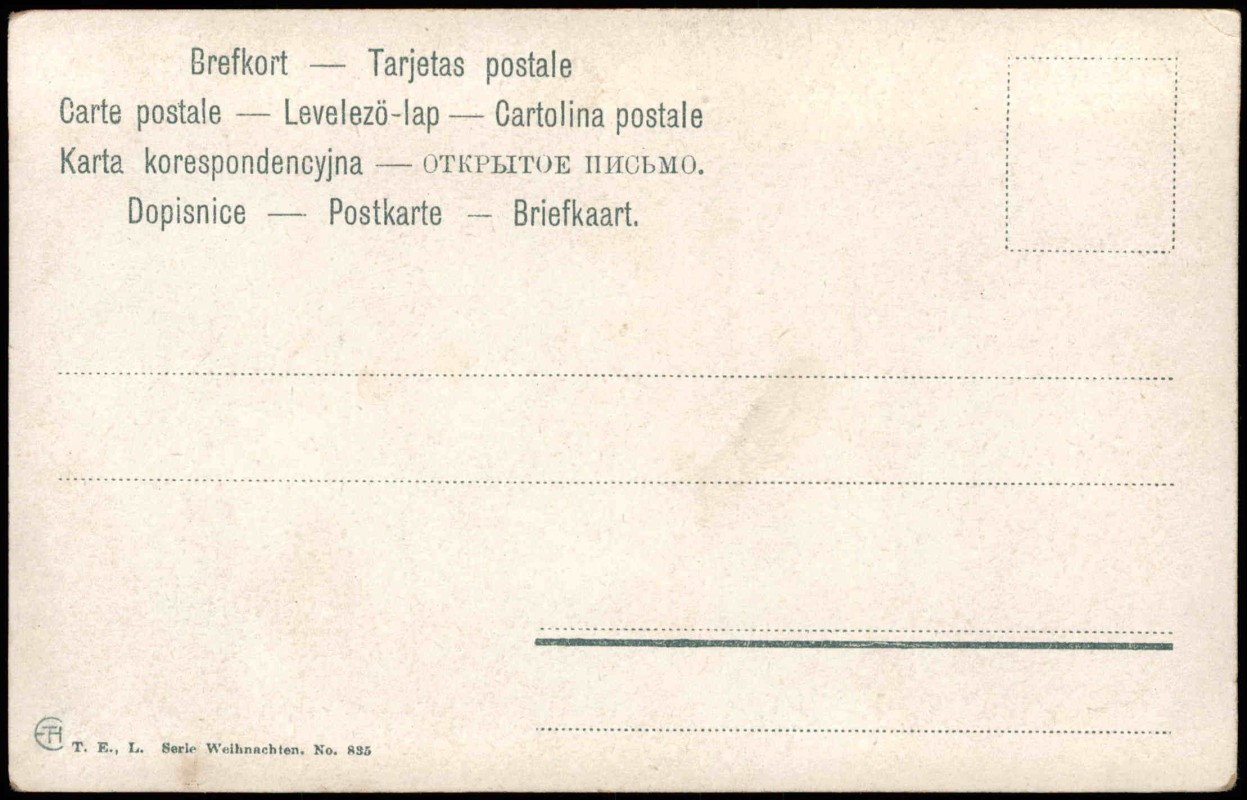 Brefkort — Tarjetas postale
Carte postale — Levelező-lap — Cartolina postale
Karta korespondencyjna — ОТКРЫТОЕ ПИСЬМО.
Dopisnice — Postkarte — Briefkaart.
T. E., L. Serie Weihnachten. No. 835